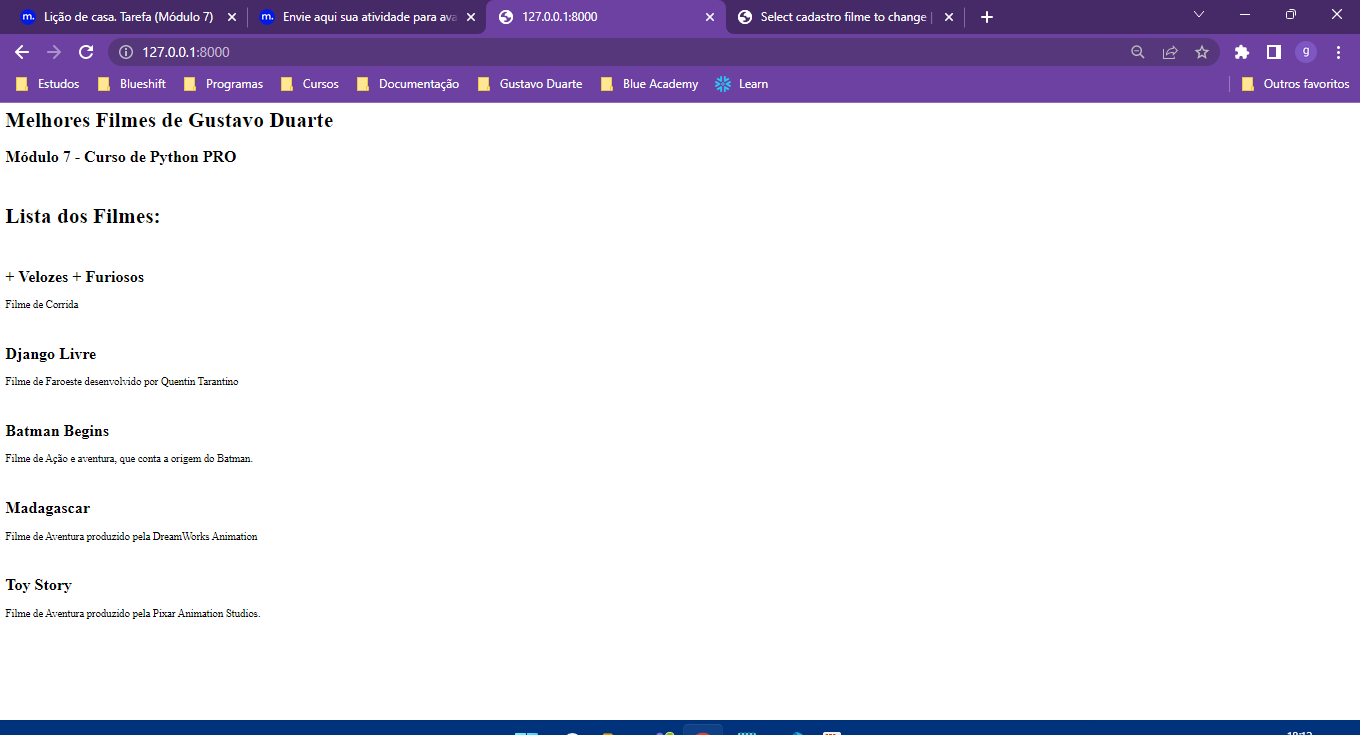 m. Lição de casa. Tarefa (Módulo 7)
m. Envie aqui sua atividade para ava
127.0.0.1:8000
Select cadastro filme to change |
127.0.0.1:8000
g
Estudos
Blueshift
Programas
Cursos
Documentação
Gustavo Duarte
Blue Academy
Learn
Outros favoritos
Melhores Filmes de Gustavo Duarte
Módulo 7 - Curso de Python PRO
Lista dos Filmes:
+ Velozes + Furiosos
Filme de Corrida
Django Livre
Filme de Faroeste desenvolvido por Quentin Tarantino
Batman Begins
Filme de Ação e aventura, que conta a origem do Batman.
Madagascar
Filme de Aventura produzido pela DreamWorks Animation
Toy Story
Filme de Aventura produzido pela Pixar Animation Studios.